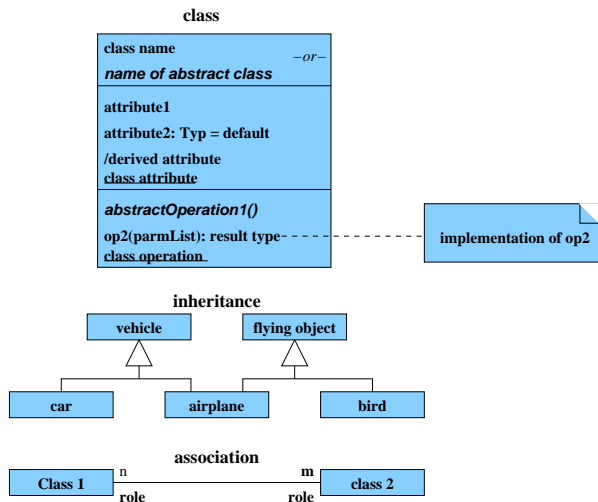 class
class name
–or–
name of abstract class
attribute1
attribute2: Typ = default
/derived attribute
class attribute
abstractOperation1()
op2(parmList): result type
class operation
implementation of op2
inheritance
vehicle
flying object
car
airplane
bird
association
Class 1
n
m
class 2
role
role